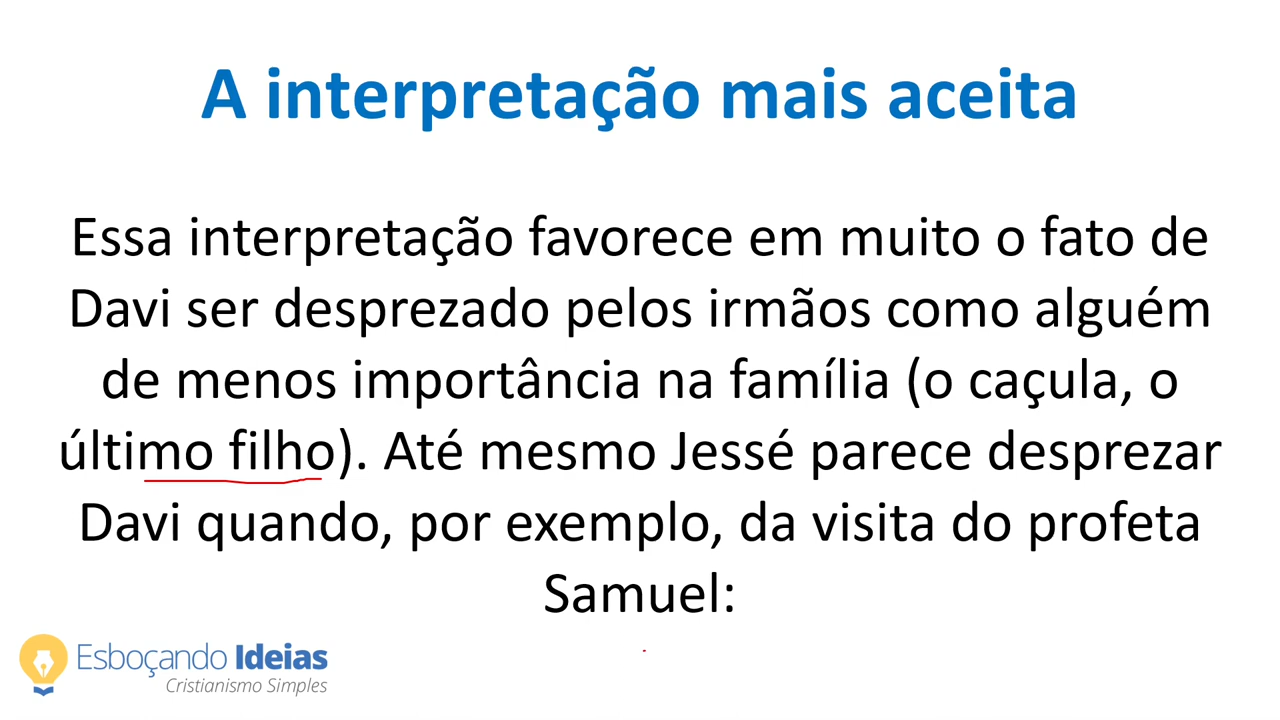 A interpretação mais aceita
Essa interpretação favorece em muito o fato de
Davi ser desprezado pelos irmãos como alguém
de menos importância na família (o caçula, o
último filho). Até mesmo Jessé parece desprezar
Davi quando, por exemplo, da visita do profeta
Samuel:
Esboçando Ideias
Cristianismo Simples